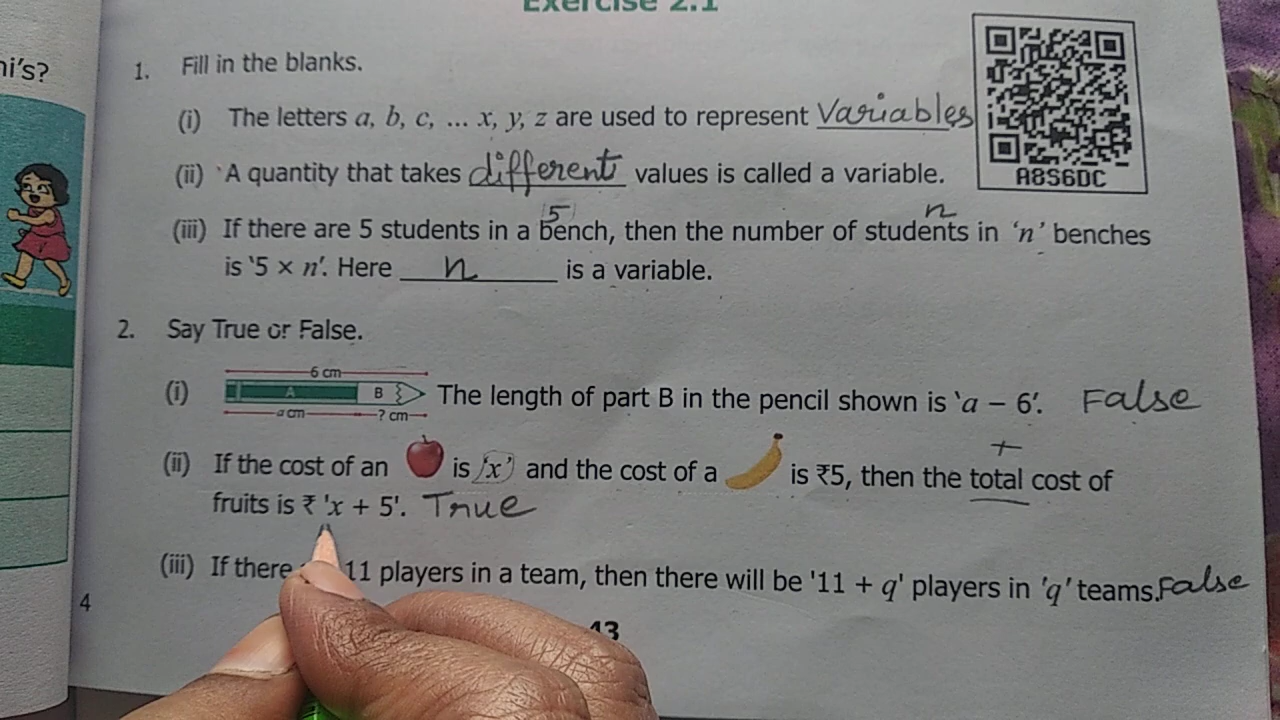 Exercise 2.1
ni's?
1. Fill in the blanks.
(i) The letters a, b, c, ... x, y, z are used to represent Variables
(ii) A quantity that takes different values is called a variable.
5 n
(iii) If there are 5 students in a bench, then the number of students in 'n' benches
is '5 × n'. Here n is a variable.
A8S6DC
2. Say True or False.
6 cm
(i) A B The length of part B in the pencil shown is 'a − 6'. False
a cm ? cm
+
(ii) If the cost of an is 'x' and the cost of a is ₹5, then the total cost of
fruits is ₹ 'x + 5'. True
(iii) If there 11 players in a team, then there will be '11 + q' players in 'q' teams. False
4
13